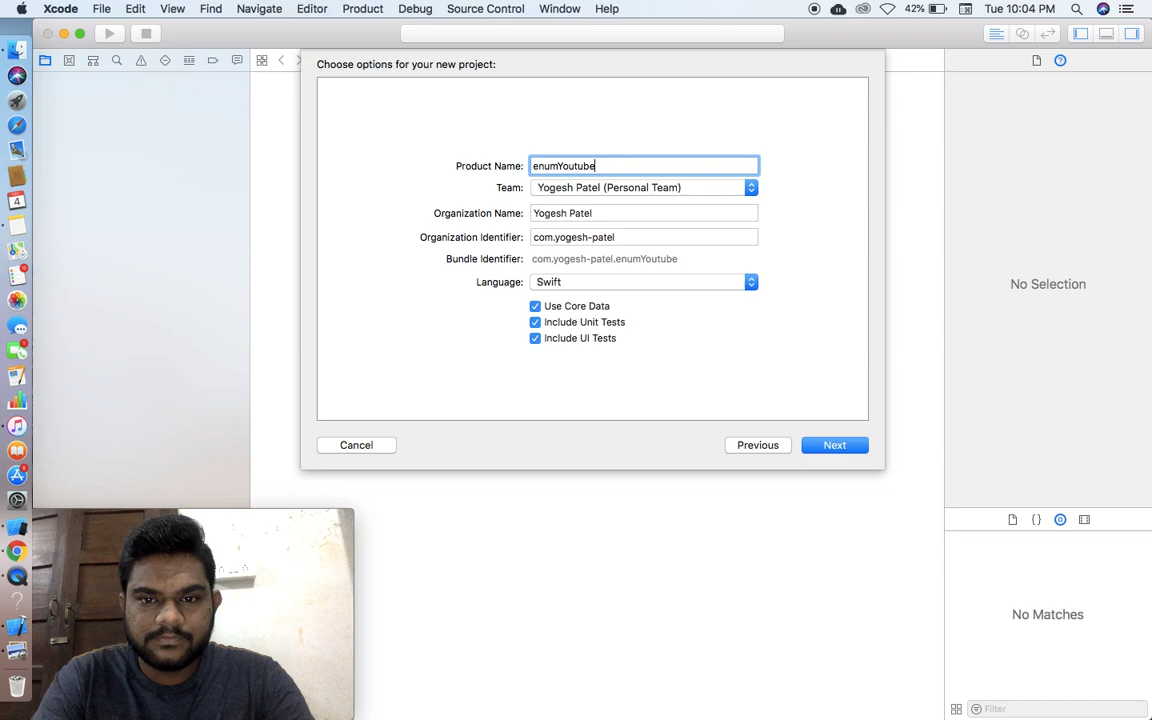 Xcode File Edit View Find Navigate Editor Product Debug Source Control Window Help 42% Tue 10:04 PM
Choose options for your new project:
Product Name: enumYoutube
Team: Yogesh Patel (Personal Team)
Organization Name: Yogesh Patel
Organization Identifier: com.yogesh-patel
Bundle Identifier: com.yogesh-patel.enumYoutube
Language: Swift
Use Core Data
Include Unit Tests
Include UI Tests
Cancel Previous Next
No Selection
No Matches
Filter
4